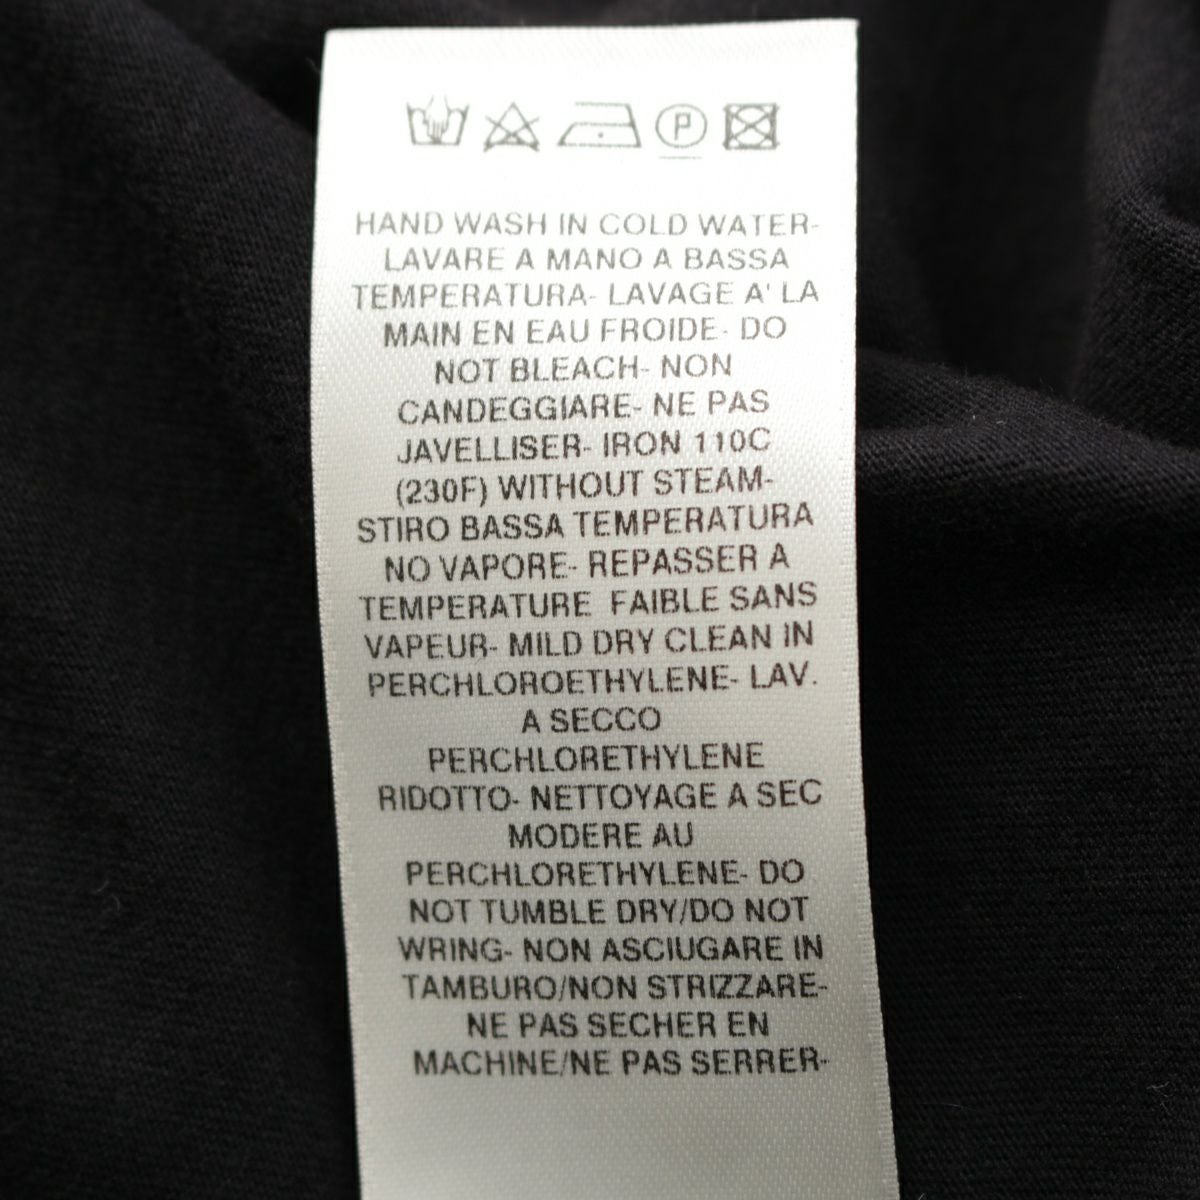 P
HAND WASH IN COLD WATER-
LAVARE A MANO A BASSA
TEMPERATURA- LAVAGE A' LA
MAIN EN EAU FROIDE- DO
NOT BLEACH- NON
CANDEGGIARE- NE PAS
JAVELLISER- IRON 110C
(230F) WITHOUT STEAM-
STIRO BASSA TEMPERATURA
NO VAPORE- REPASSER A
TEMPERATURE FAIBLE SANS
VAPEUR- MILD DRY CLEAN IN
PERCHLOROETHYLENE- LAV.
A SECCO
PERCHLORETHYLENE
RIDOTTO- NETTOYAGE A SEC
MODERE AU
PERCHLORETHYLENE- DO
NOT TUMBLE DRY/DO NOT
WRING- NON ASCIUGARE IN
TAMBURO/NON STRIZZARE-
NE PAS SECHER EN
MACHINE/NE PAS SERRER-